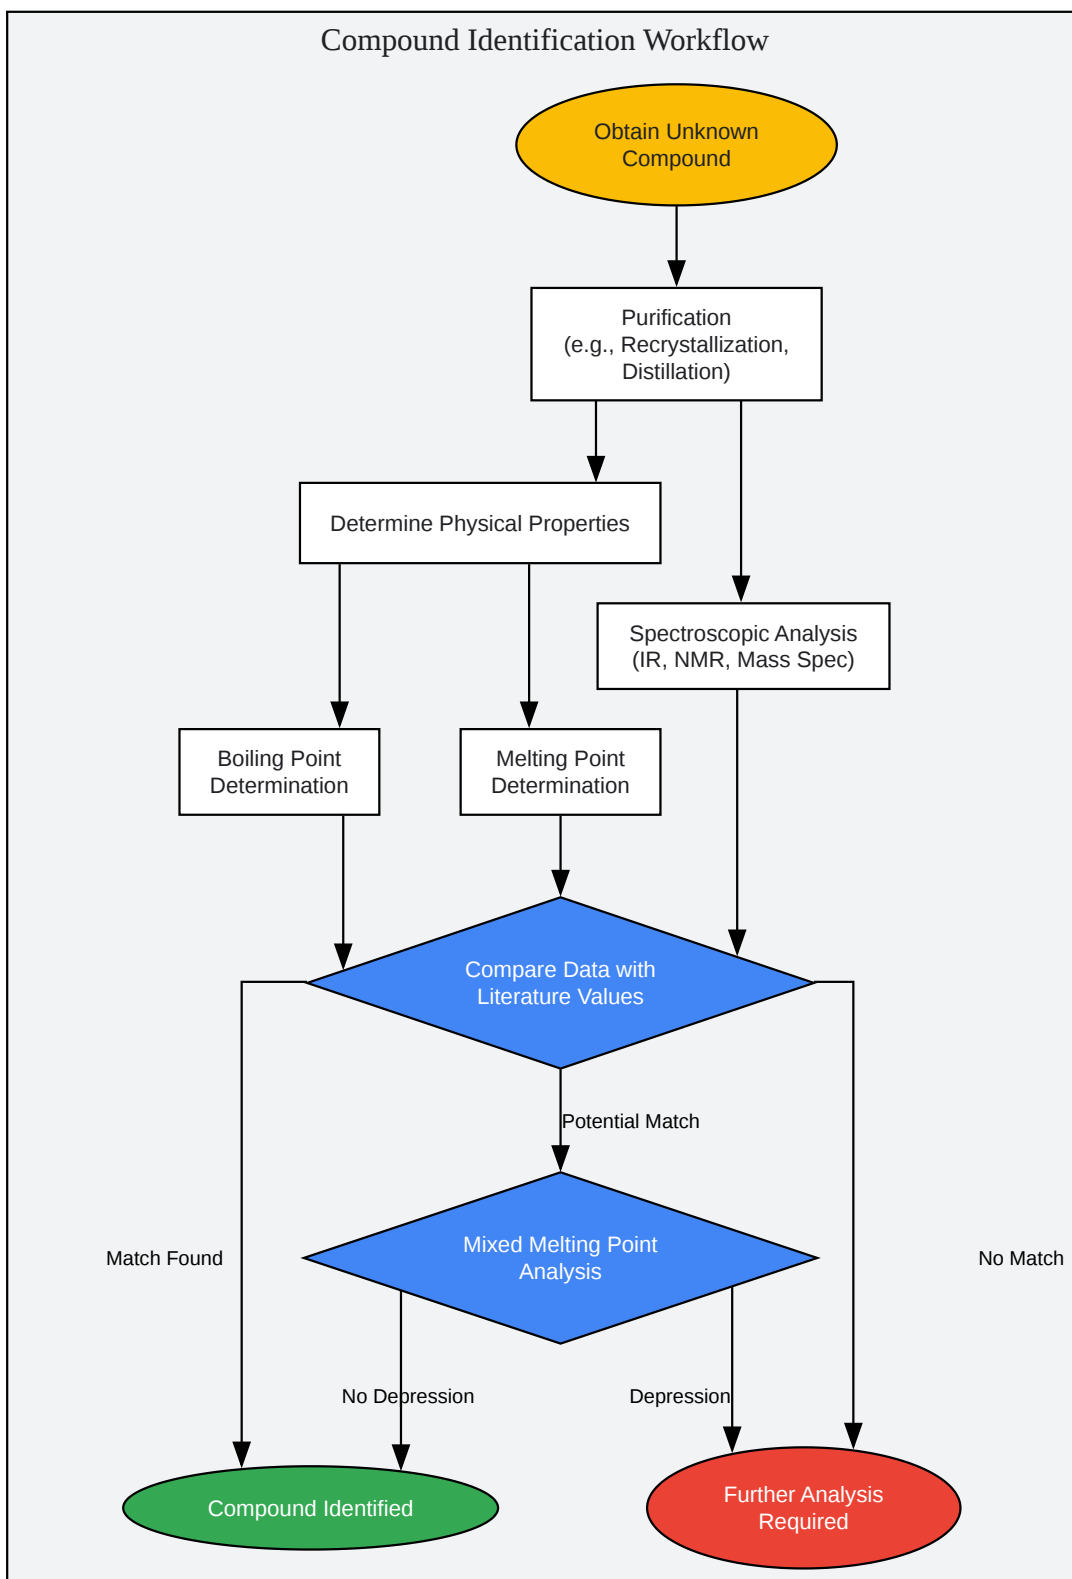 Compound Identification Workflow
Obtain Unknown
Compound
Purification
(e.g., Recrystallization,
Distillation)
Determine Physical Properties
Spectroscopic Analysis
(IR, NMR, Mass Spec)
Boiling Point
Determination
Melting Point
Determination
Compare Data with
Literature Values
Potential Match
Mixed Melting Point
Analysis
Match Found
No Match
No Depression
Depression
Compound Identified
Further Analysis
Required